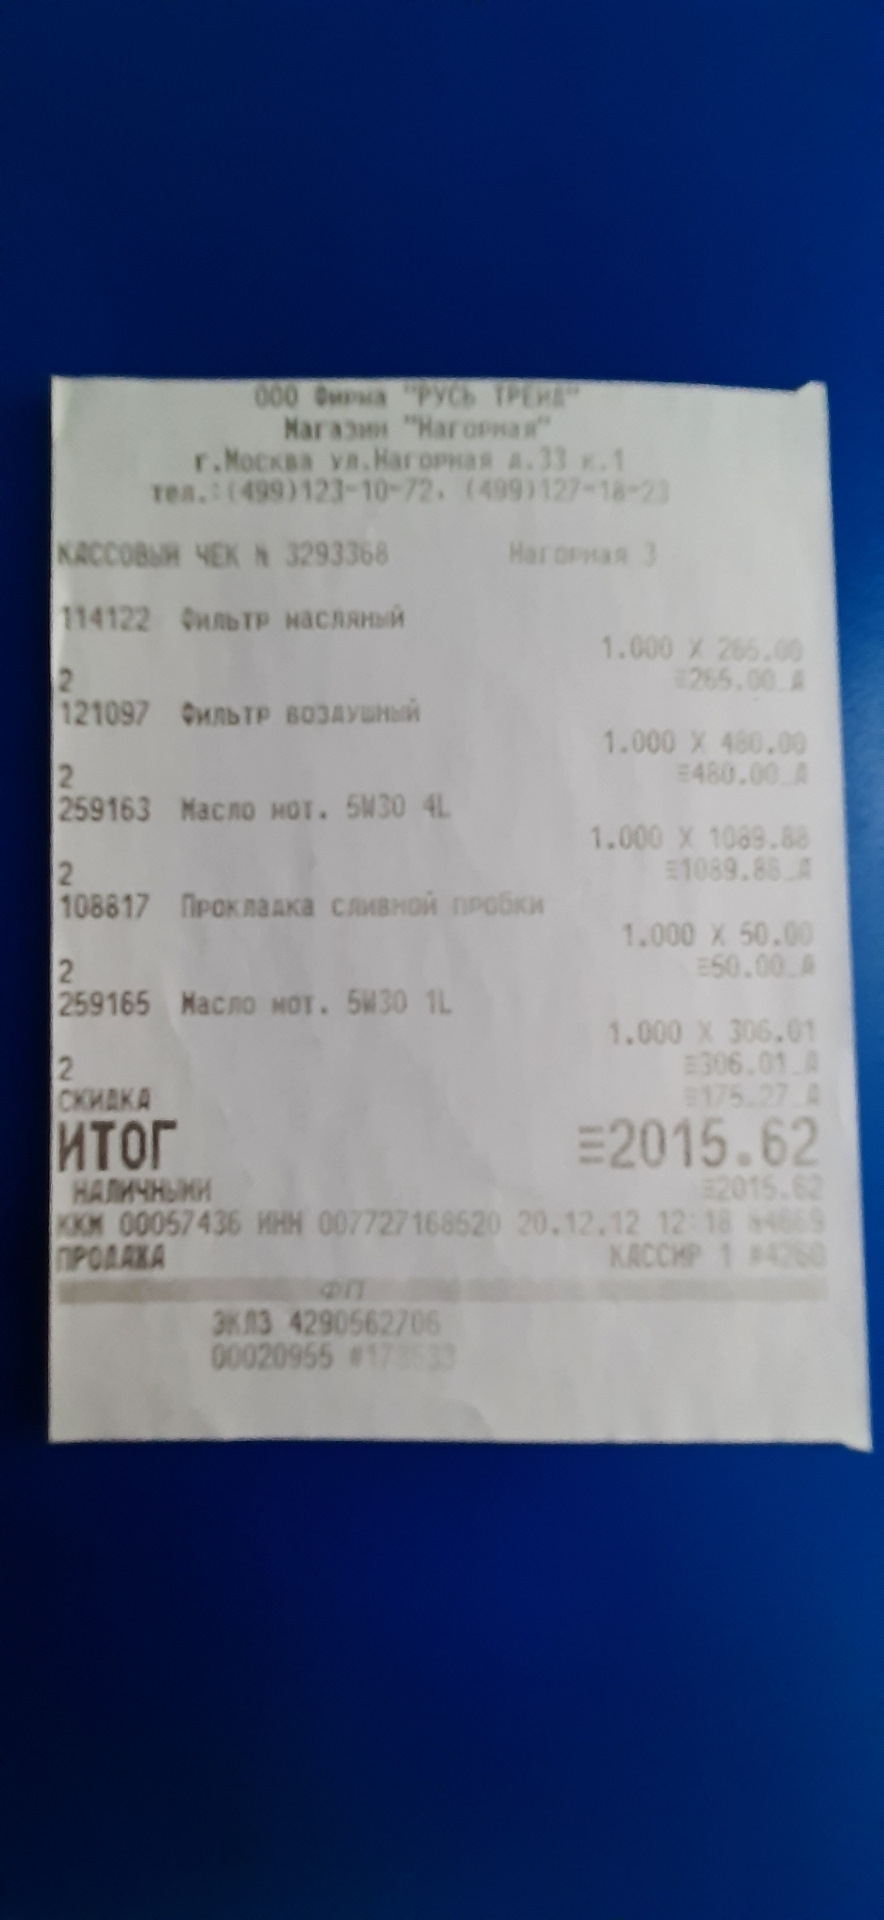 ООО Фирма "РУСЬ ТРЕЙД"
Магазин "Нагорная"
г.Москва ул.Нагорная д.33 к.1
тел.:(499)123-10-72, (499)127-18-23
КАССОВЫЙ ЧЕК № 3293368 Нагорная 3
114122 Фильтр масляный
1.000 X 265.00
2 ≡265.00_А
121097 Фильтр воздушный
1.000 X 480.00
2 ≡480.00_А
259163 Масло мот. 5W30 4L
1.000 X 1089.88
2 ≡1089.88_А
108817 Прокладка сливной пробки
1.000 X 50.00
2 ≡50.00_А
259165 Масло мот. 5W30 1L
1.000 X 306.01
2 ≡306.01_А
СКИДКА ≡175.27_А
ИТОГ ≡2015.62
НАЛИЧНЫМИ ≡2015.62
ККМ 00057436 ИНН 007727168520 20.12.12 12:18
ПРОДАЖА КАССИР 1 #4260
ФП
ЭКЛЗ 4290562706
00020955